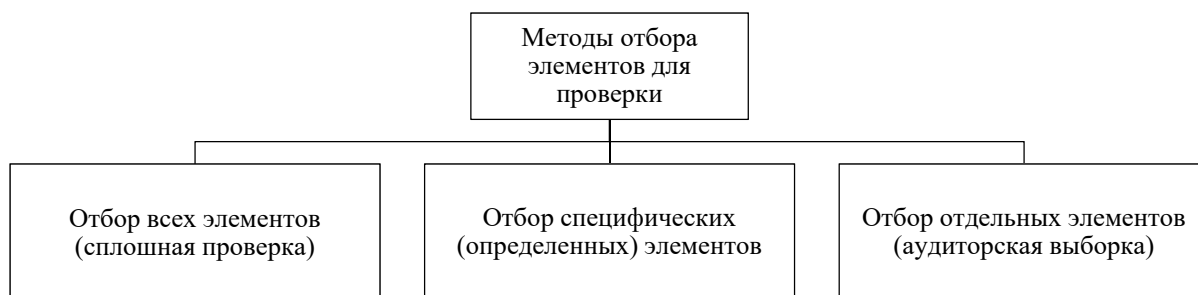 Методы отбора
элементов для
проверки
Отбор всех элементов
(сплошная проверка)
Отбор специфических
(определенных) элементов
Отбор отдельных элементов
(аудиторская выборка)